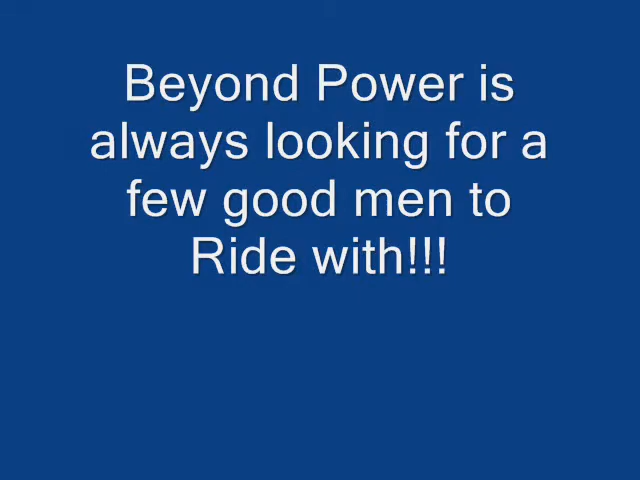 Beyond Power is
always looking for a
few good men to
Ride with!!!